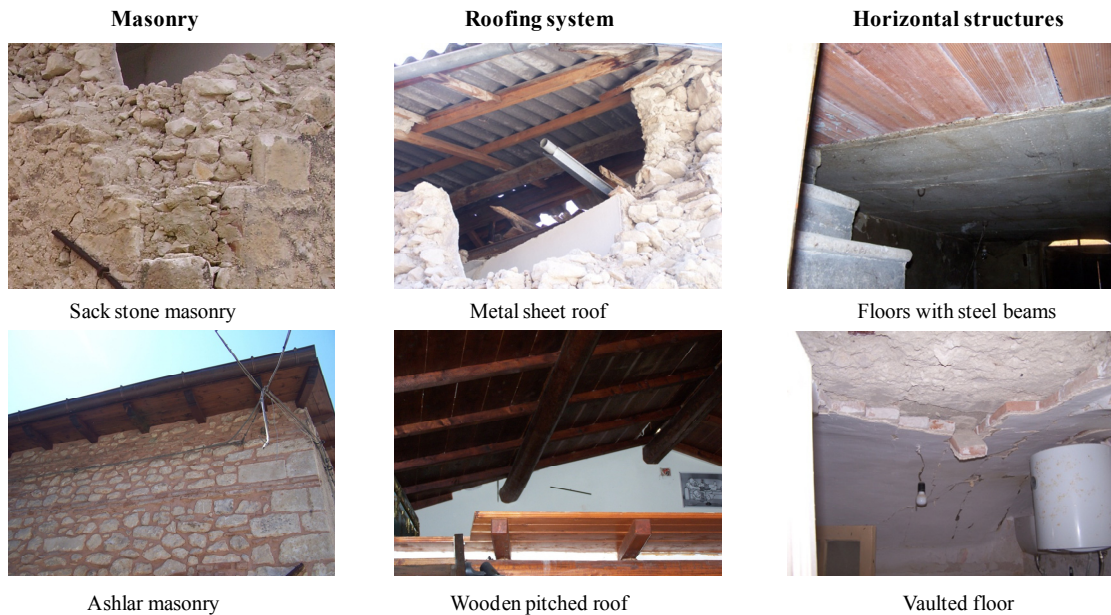 Masonry
Roofing system
Horizontal structures
Sack stone masonry
Metal sheet roof
Floors with steel beams
Ashlar masonry
Wooden pitched roof
Vaulted floor